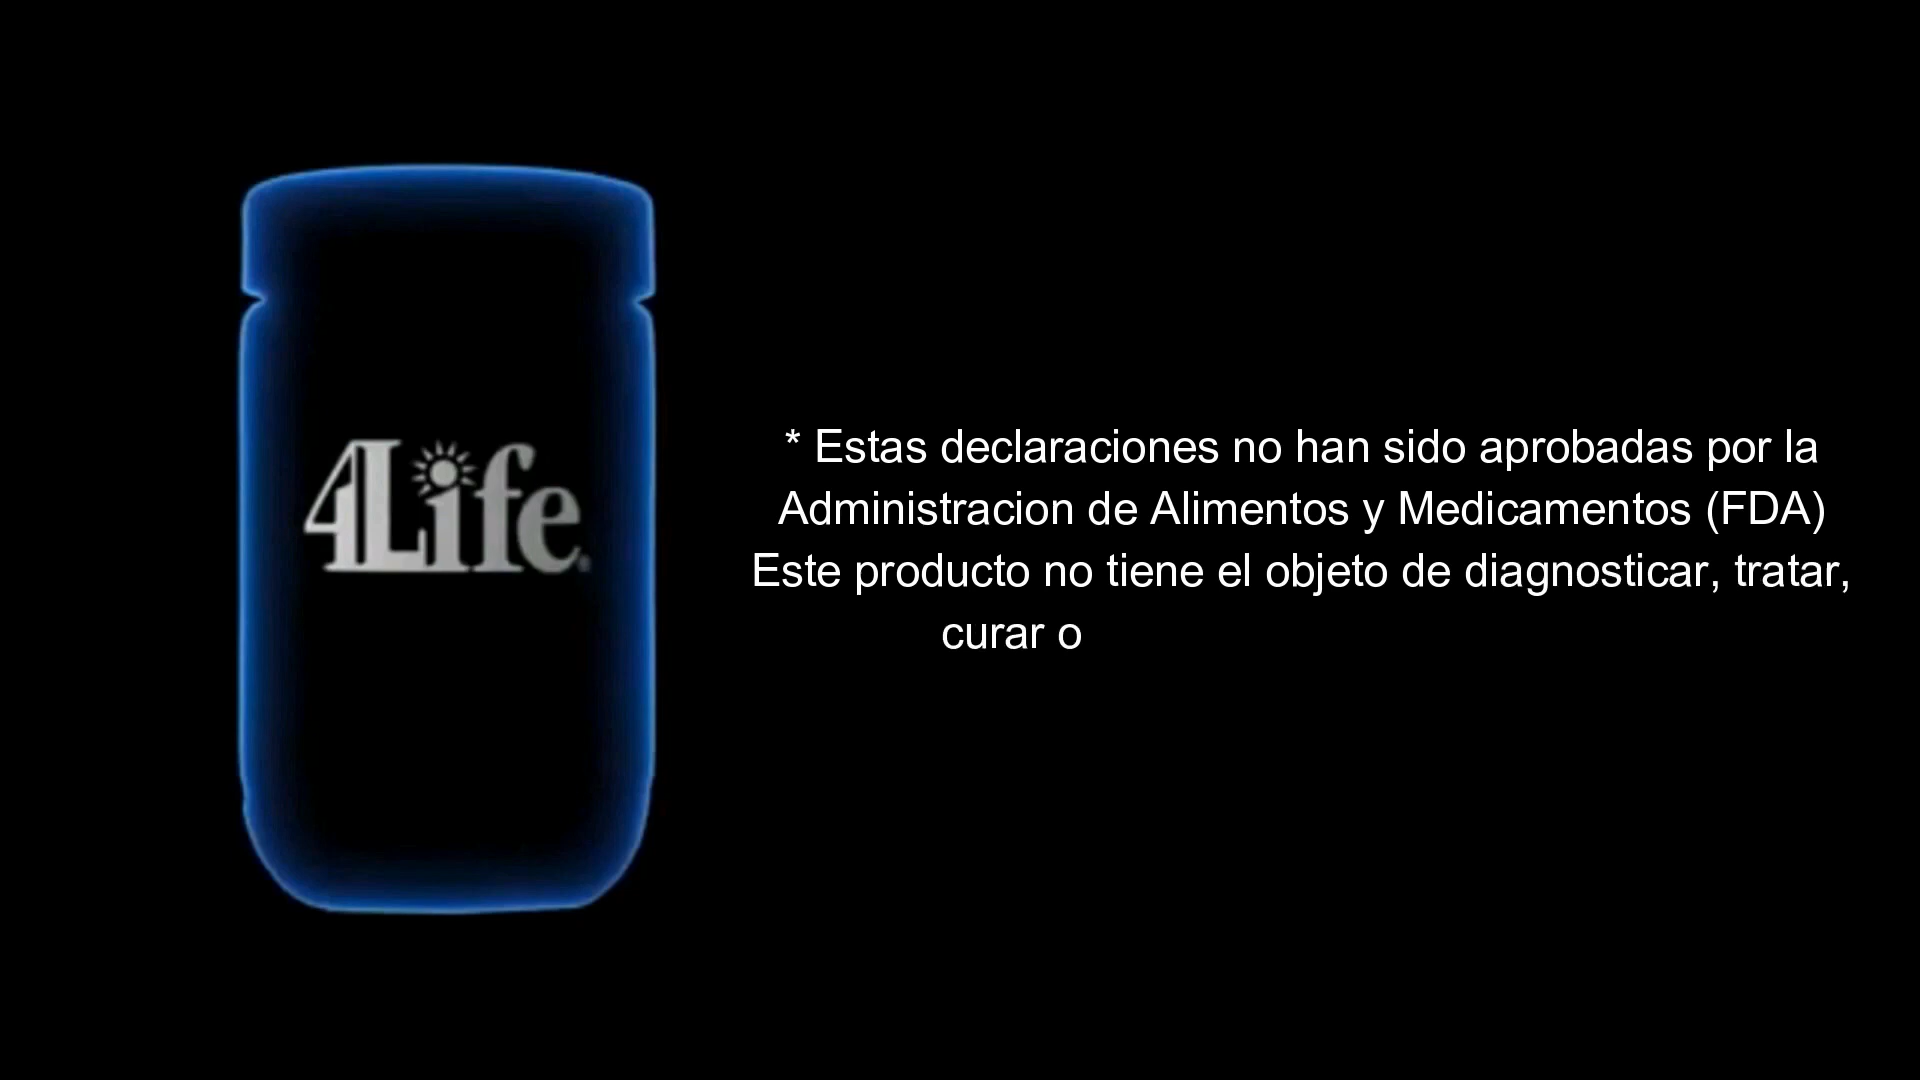 4Life®
* Estas declaraciones no han sido aprobadas por la
Administracion de Alimentos y Medicamentos (FDA)
Este producto no tiene el objeto de diagnosticar, tratar,
curar o